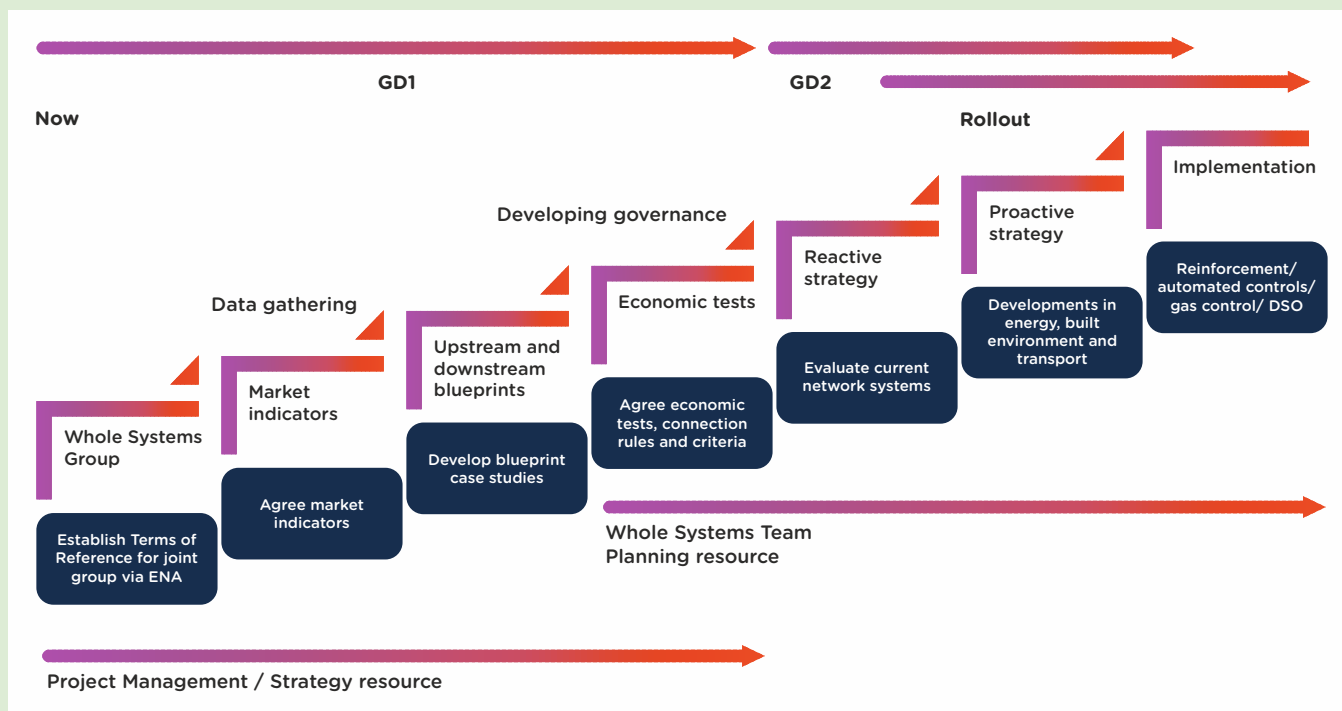 GD1
GD2
Now
Rollout
Implementation
Proactive
strategy
Developing governance
Reactive
strategy
Economic tests
Data gathering
Upstream and
downstream
blueprints
Market
indicators
Whole Systems
Group
Reinforcement/
automated controls/
gas control/ DSO
Developments in
energy, built
environment and
transport
Evaluate current
network systems
Agree economic
tests, connection
rules and criteria
Develop blueprint
case studies
Agree market
indicators
Establish Terms of
Reference for joint
group via ENA
Whole Systems Team
Planning resource
Project Management / Strategy resource